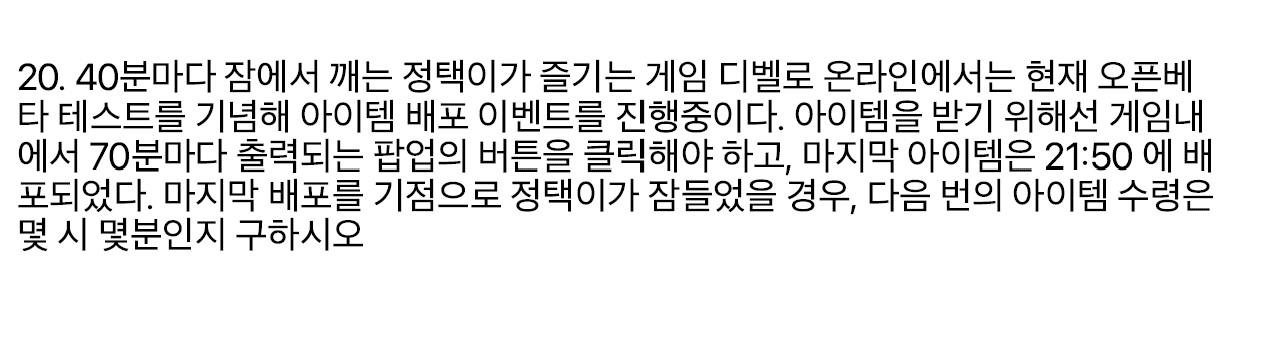 20. 40분마다 잠에서 깨는 정택이가 즐기는 게임 디벨로 온라인에서는 현재 오픈베
타 테스트를 기념해 아이템 배포 이벤트를 진행중이다. 아이템을 받기 위해선 게임내
에서 70분마다 출력되는 팝업의 버튼을 클릭해야 하고, 마지막 아이템은 21:50 에 배
포되었다. 마지막 배포를 기점으로 정택이가 잠들었을 경우, 다음 번의 아이템 수령은
몇 시 몇분인지 구하시오